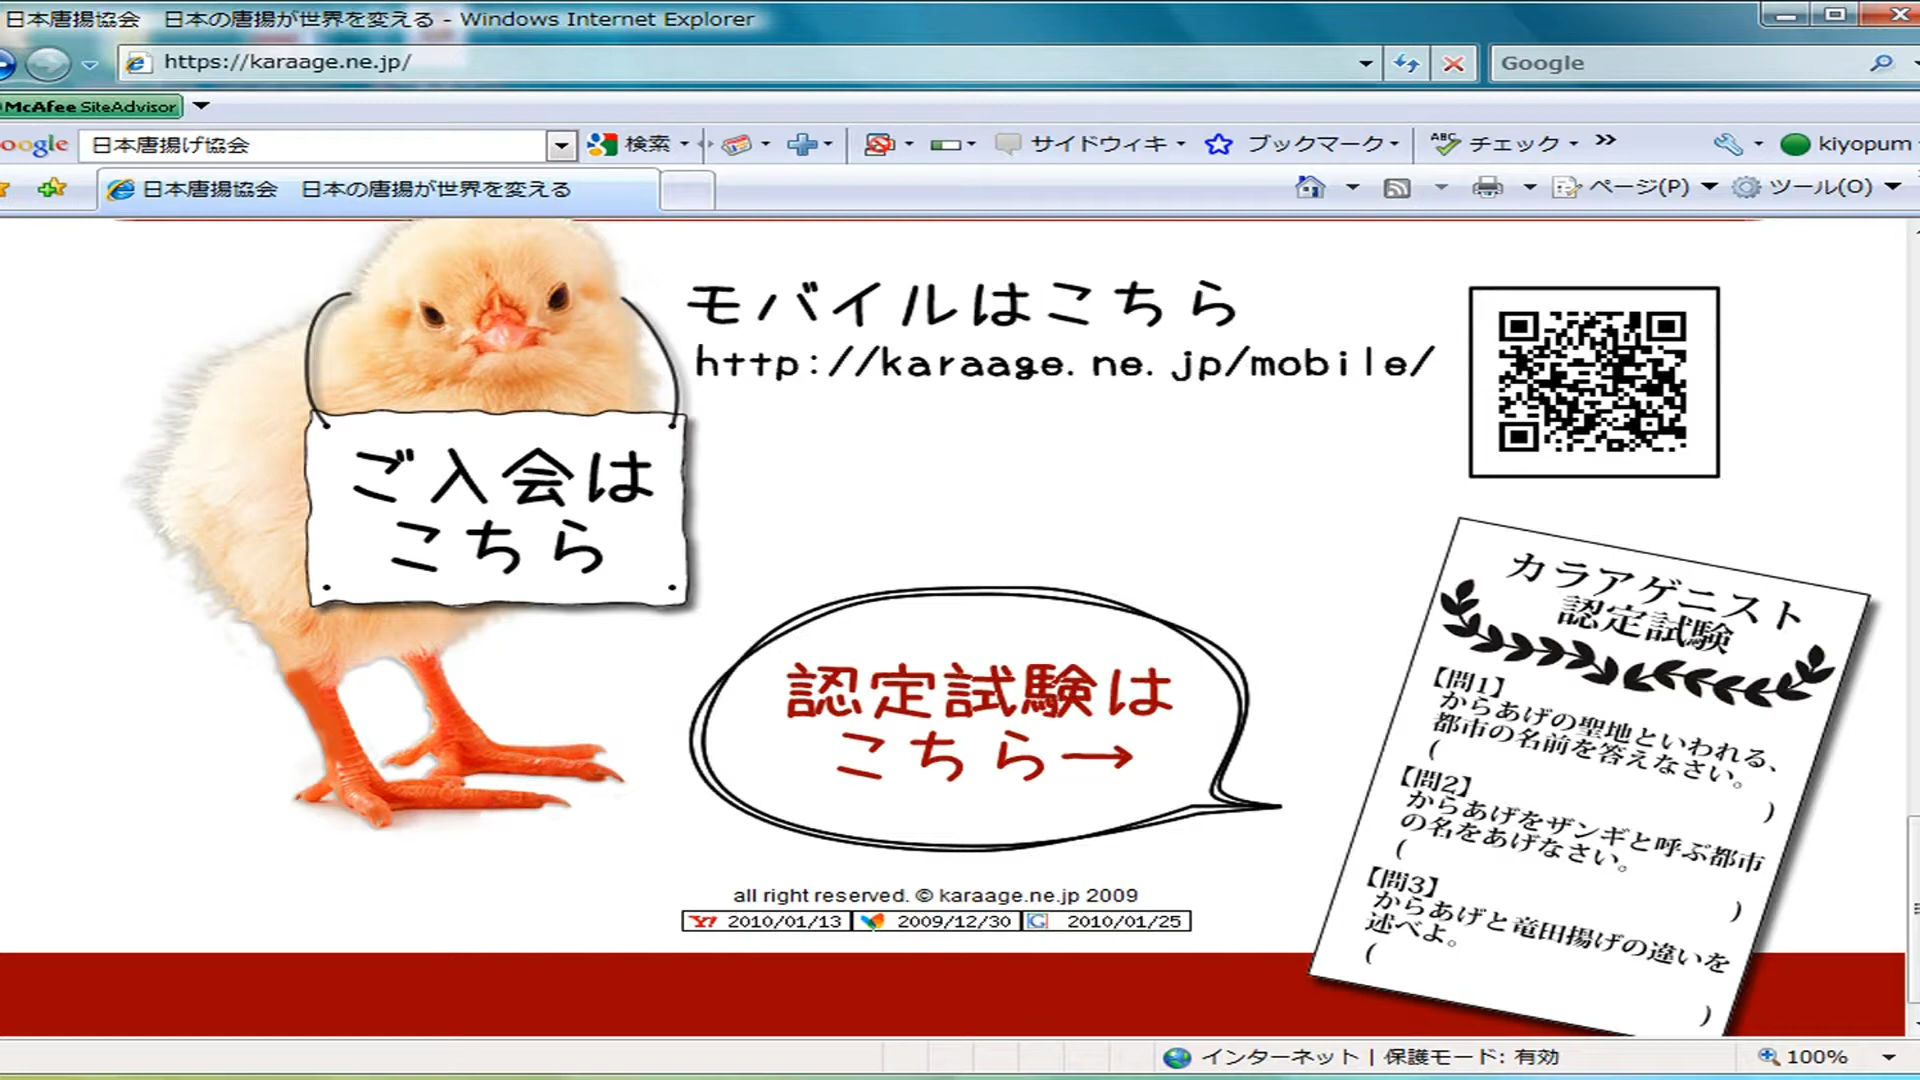 日本唐揚協会 日本の唐揚が世界を変える - Windows Internet Explorer
https://karaage.ne.jp/
Google
McAfee SiteAdvisor
oogle
日本唐揚げ協会
検索
サイドウィキ
ブックマーク
ABC
チェック
kiyopum
日本唐揚協会 日本の唐揚が世界を変える
ページ(P)
ツール(O)
モバイルはこちら
http://karaage.ne.jp/mobile/
ご入会は
こちら
認定試験は
こちら→
カラアゲニスト
認定試験
【問1】
からあげの聖地といわれる、
都市の名前を答えなさい。
( )
【問2】
からあげをザンギと呼ぶ都市
の名をあげなさい。
( )
【問3】
からあげと竜田揚げの違いを
述べよ。
( )
all right reserved. © karaage.ne.jp 2009
Y! 2010/01/13 2009/12/30 G 2010/01/25
インターネット | 保護モード: 有効
100%